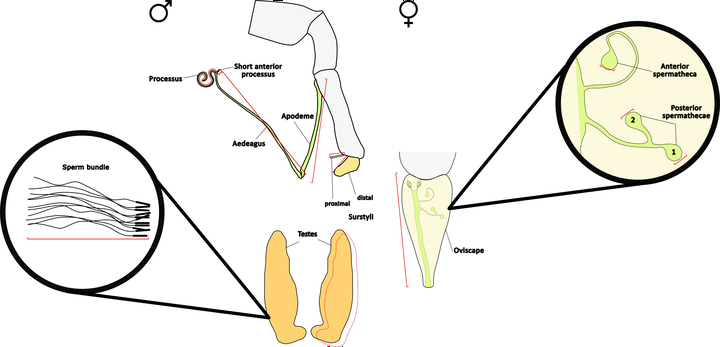 ♂
♀
Short anterior
processus
Processus
Anterior
spermatheca
Posterior
spermathecae
Apodeme
2
1
Aedeagus
Sperm bundle
distal
proximal
Surstyli
Testes
Oviscape